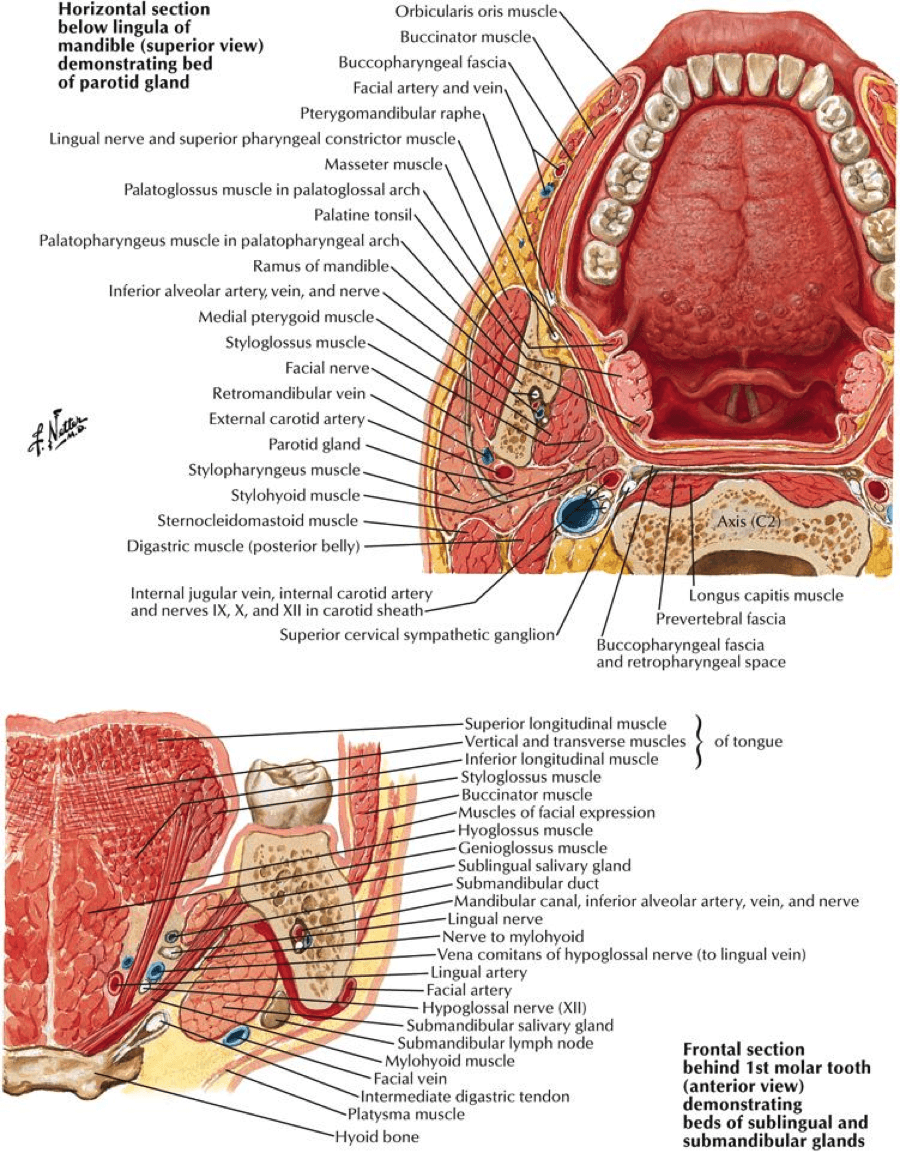 Horizontal section
below lingula of
mandible (superior view)
demonstrating bed
of parotid gland
Orbicularis oris muscle
Buccinator muscle
Buccopharyngeal fascia
Facial artery and vein
Pterygomandibular raphe
Lingual nerve and superior pharyngeal constrictor muscle
Masseter muscle
Palatoglossus muscle in palatoglossal arch
Palatine tonsil
Palatopharyngeus muscle in palatopharyngeal arch
Ramus of mandible
Inferior alveolar artery, vein, and nerve
Medial pterygoid muscle
Styloglossus muscle
Facial nerve
Retromandibular vein
External carotid artery
Parotid gland
Stylopharyngeus muscle
Stylohyoid muscle
Sternocleidomastoid muscle
Digastric muscle (posterior belly)
Internal jugular vein, internal carotid artery
and nerves IX, X, and XII in carotid sheath
Superior cervical sympathetic ganglion
F. Netter
M.D.
Axis (C2)
Longus capitis muscle
Prevertebral fascia
Buccopharyngeal fascia
and retropharyngeal space
Superior longitudinal muscle
Vertical and transverse muscles } of tongue
Inferior longitudinal muscle
Styloglossus muscle
Buccinator muscle
Muscles of facial expression
Hyoglossus muscle
Genioglossus muscle
Sublingual salivary gland
Submandibular duct
Mandibular canal, inferior alveolar artery, vein, and nerve
Lingual nerve
Nerve to mylohyoid
Vena comitans of hypoglossal nerve (to lingual vein)
Lingual artery
Facial artery
Hypoglossal nerve (XII)
Submandibular salivary gland
Submandibular lymph node
Mylohyoid muscle
Facial vein
Intermediate digastric tendon
Platysma muscle
Hyoid bone
Frontal section
behind 1st molar tooth
(anterior view)
demonstrating
beds of sublingual and
submandibular glands